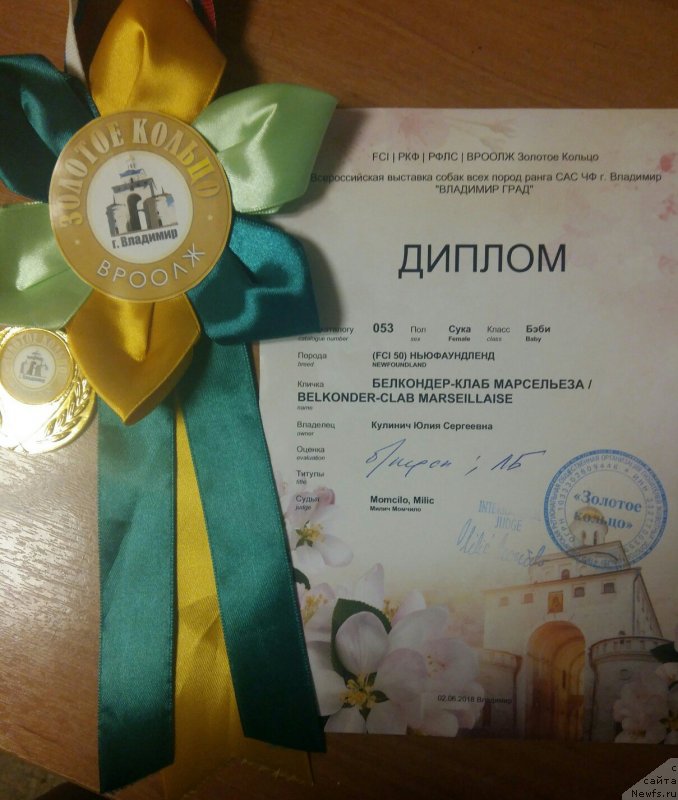 ЗОЛОТОЕ КОЛЬЦО
г. Владимир
ВРООЛЖ
FCI | РКФ | РФЛС | ВРООЛЖ Золотое Кольцо
Всероссийская выставка собак всех пород ранга САС ЧФ г. Владимир
"ВЛАДИМИР ГРАД"
ДИПЛОМ
каталогу 053 Пол Сука Класс Бэби
catalogue number sex Female class Baby
Порода (FCI 50) НЬЮФАУНДЛЕНД
breed NEWFOUNDLAND
Кличка БЕЛКОНДЕР-КЛАБ МАРСЕЛЬЕЗА /
BELKONDER-CLAB MARSEILLAISE
name
Владелец Кулинич Юлия Сергеевна
owner
Оценка
evaluation
Титулы
title
Судья Momcilo, Milic
judge Милич Момчило
JUDGE
«Золотое
кольцо»
02.06.2018 Владимир
с
сайта
Newfs.ru